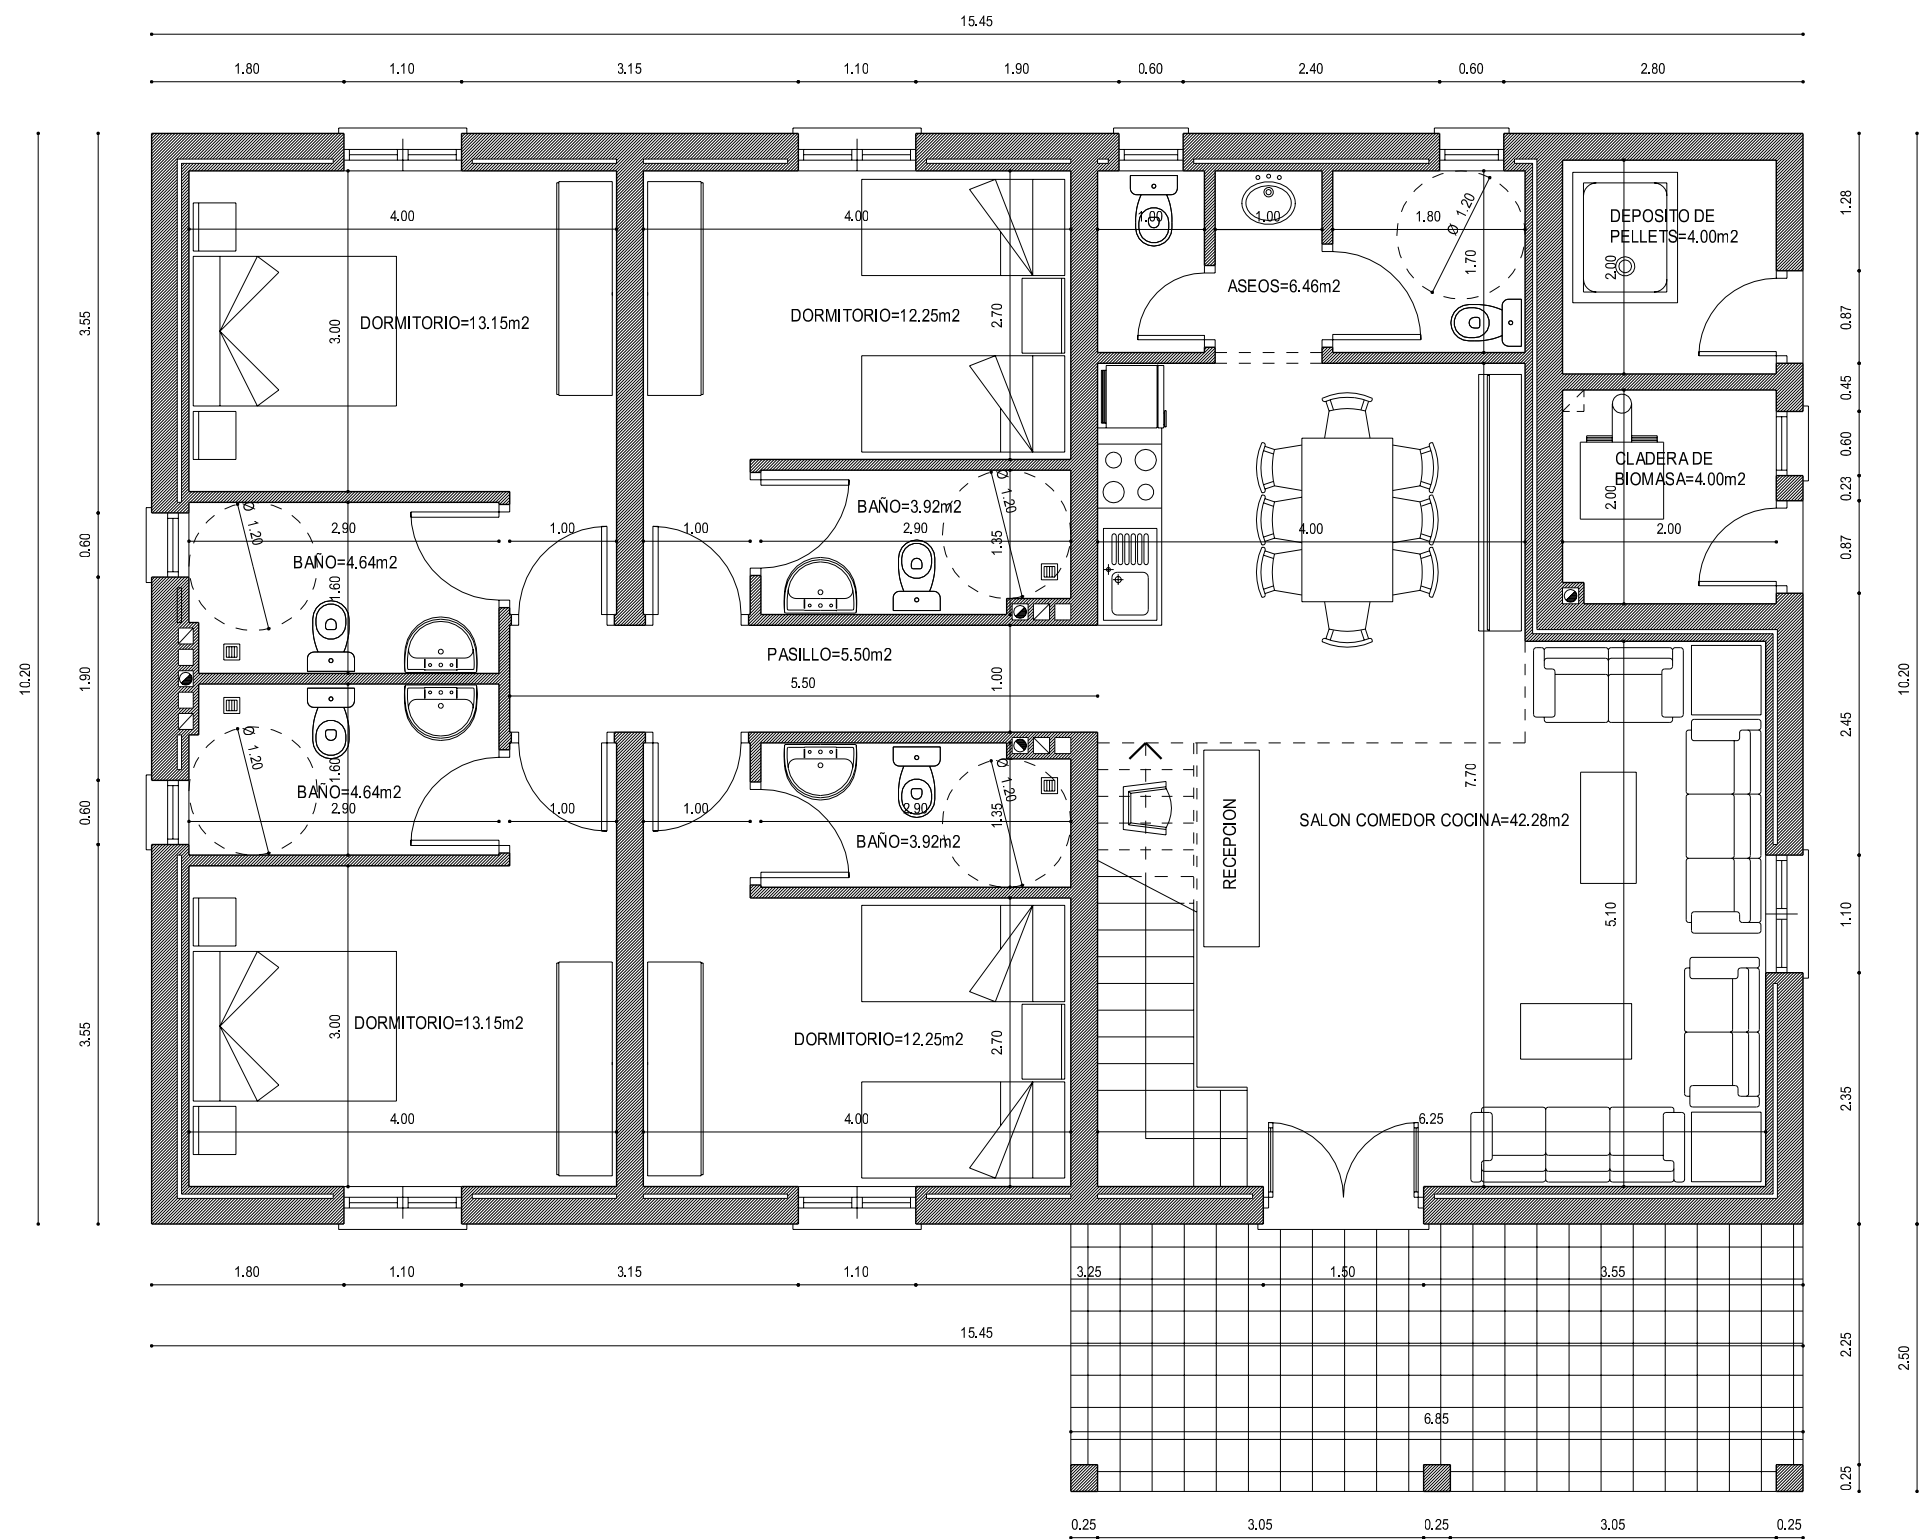 15.45
1.80 1.10 3.15 1.10 1.90 0.60 2.40 0.60 2.80
4.00 4.00 1.00 1.00 1.80 Ø 1.20 1.70
1.28
DEPOSITO DE
PELLETS=4.00m2
2.00
ASEOS=6.46m2
DORMITORIO=13.15m2
3.00
DORMITORIO=12.25m2
2.70
3.55
0.87
0.45
0.60
CLADERA DE
BIOMASA=4.00m2
2.00
0.23
BAÑO=3.92m2
Ø 1.20
Ø 1.20
2.90 1.00 1.00 2.90 1.35 4.00 2.00
0.87
0.60
BAÑO=4.64m2
1.60
PASILLO=5.50m2
5.50
1.00
10.20
1.90
10.20
2.45
Ø 1.20
1.60
BAÑO=4.64m2
2.90 1.00 1.00 2.90
Ø 1.20
1.35
BAÑO=3.92m2
0.60
7.70
RECEPCION
SALON COMEDOR COCINA=42.28m2
5.10
1.10
DORMITORIO=13.15m2
3.00
DORMITORIO=12.25m2
2.70
3.55
2.35
4.00 4.00 6.25
1.80 1.10 3.15 1.10 3.25 1.50 3.55
15.45
2.25
2.50
6.85
0.25
0.25 3.05 0.25 3.05 0.25